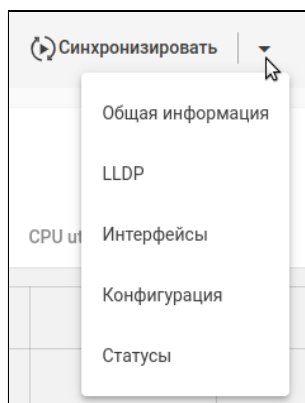 Синхронизировать
Общая информация
LLDP
CPU ut
Интерфейсы
Конфигурация
Статусы